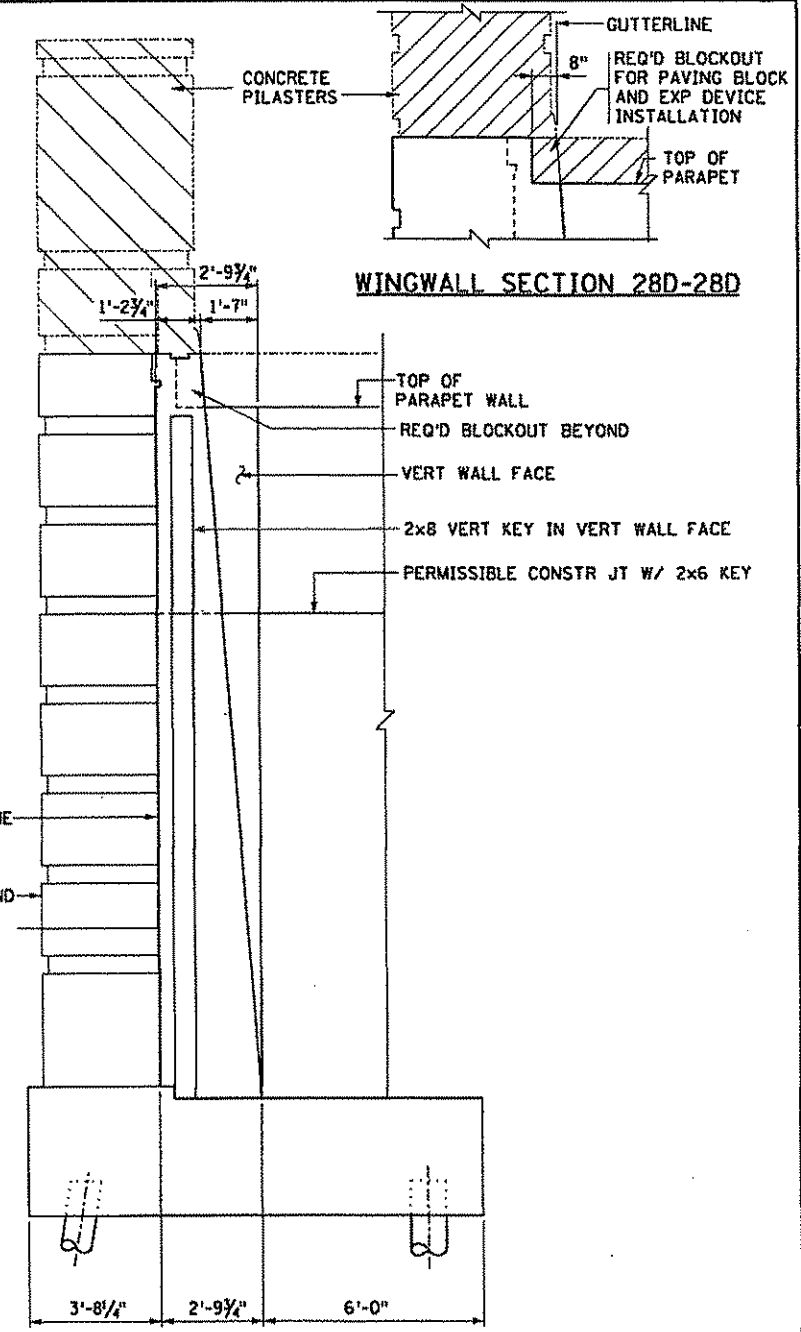 GUTTERLINE
CONCRETE
PILASTERS
8"
REQ'D BLOCKOUT
FOR PAVING BLOCK
AND EXP DEVICE
INSTALLATION
TOP OF
PARAPET
WINGWALL SECTION 28D-28D
2'-9¾"
1'-2¾"
1'-7"
TOP OF
PARAPET WALL
REQ'D BLOCKOUT BEYOND
VERT WALL FACE
2x8 VERT KEY IN VERT WALL FACE
PERMISSIBLE CONSTR JT W/ 2x6 KEY
3'-8¼"
2'-9¾"
6'-0"